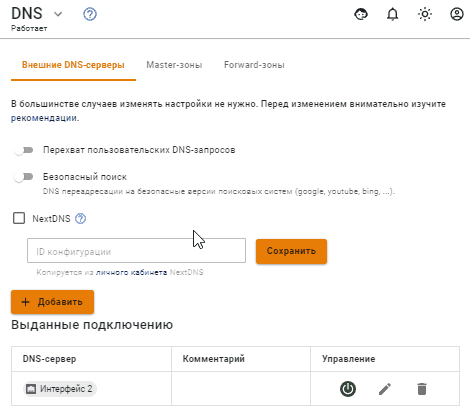 DNS
Работает
Внешние DNS-серверы Master-зоны Forward-зоны
В большинстве случаев изменять настройки не нужно. Перед изменением внимательно изучите
рекомендации.
Перехват пользовательских DNS-запросов
Безопасный поиск
DNS переадресации на безопасные версии поисковых систем (google, youtube, bing, ...).
NextDNS
ID конфигурации Сохранить
Копируется из личного кабинета NextDNS
+ Добавить
Выданные подключению
DNS-сервер Комментарий Управление
Интерфейс 2